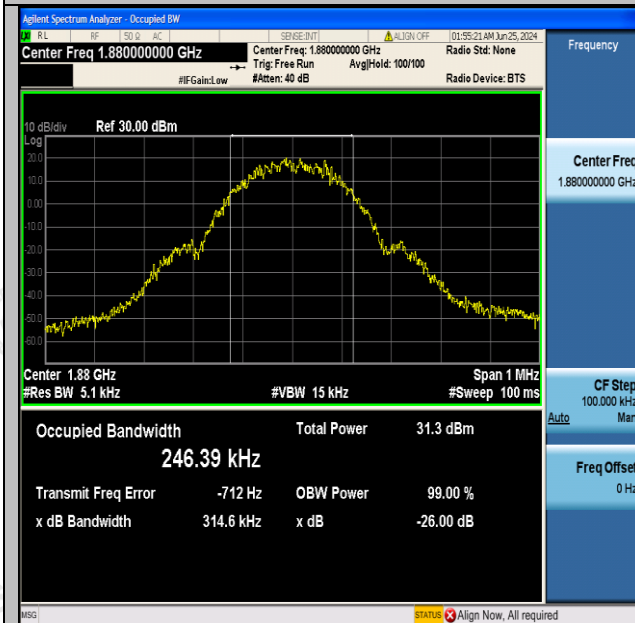 Agilent Spectrum Analyzer - Occupied BW
RL RF 50 Ω AC SENSE:INT ALIGN OFF 01:55:21 AM Jun 25, 2024
Center Freq 1.880000000 GHz Center Freq: 1.880000000 GHz Radio Std: None Frequency
Trig: Free Run Avg|Hold: 100/100
#IFGain:Low #Atten: 40 dB Radio Device: BTS
10 dB/div Ref 30.00 dBm
Log
20.0
10.0
0.00
-10.0
-20.0
-30.0
-40.0
-50.0
-60.0
Center Freq
1.880000000 GHz
Center 1.88 GHz Span 1 MHz
#Res BW 5.1 kHz #VBW 15 kHz #Sweep 100 ms
CF Step
100.000 kHz
Auto Man
Occupied Bandwidth Total Power 31.3 dBm
246.39 kHz
Transmit Freq Error -712 Hz OBW Power 99.00 %
x dB Bandwidth 314.6 kHz x dB -26.00 dB
Freq Offset
0 Hz
MSG STATUS Align Now, All required